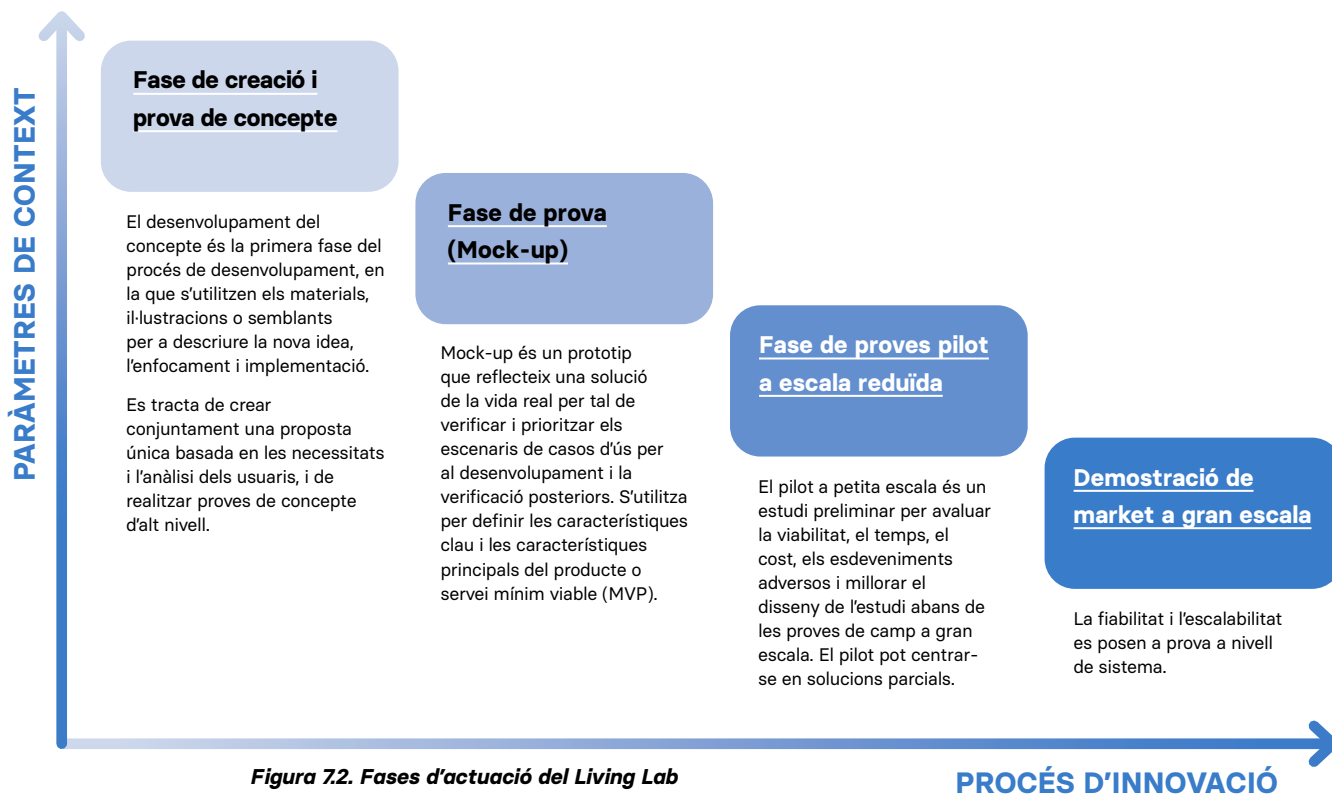 PARÀMETRES DE CONTEXT
Fase de creació i
prova de concepte
El desenvolupament del
concepte és la primera fase del
procés de desenvolupament, en
la que s’utilitzen els materials,
il·lustracions o semblants
per a descriure la nova idea,
l’enfocament i implementació.
Es tracta de crear
conjuntament una proposta
única basada en les necessitats
i l’anàlisi dels usuaris, i de
realitzar proves de concepte
d’alt nivell.
Fase de prova
(Mock-up)
Mock-up és un prototip
que reflecteix una solució
de la vida real per tal de
verificar i prioritzar els
escenaris de casos d’ús per
al desenvolupament i la
verificació posteriors. S’utilitza
per definir les característiques
clau i les característiques
principals del producte o
servei mínim viable (MVP).
Fase de proves pilot
a escala reduïda
El pilot a petita escala és un
estudi preliminar per avaluar
la viabilitat, el temps, el
cost, els esdeveniments
adversos i millorar el
disseny de l’estudi abans de
les proves de camp a gran
escala. El pilot pot centrar-
se en solucions parcials.
Demostració de
market a gran escala
La fiabilitat i l’escalabilitat
es posen a prova a nivell
de sistema.
Figura 7.2. Fases d’actuació del Living Lab
PROCÉS D’INNOVACIÓ